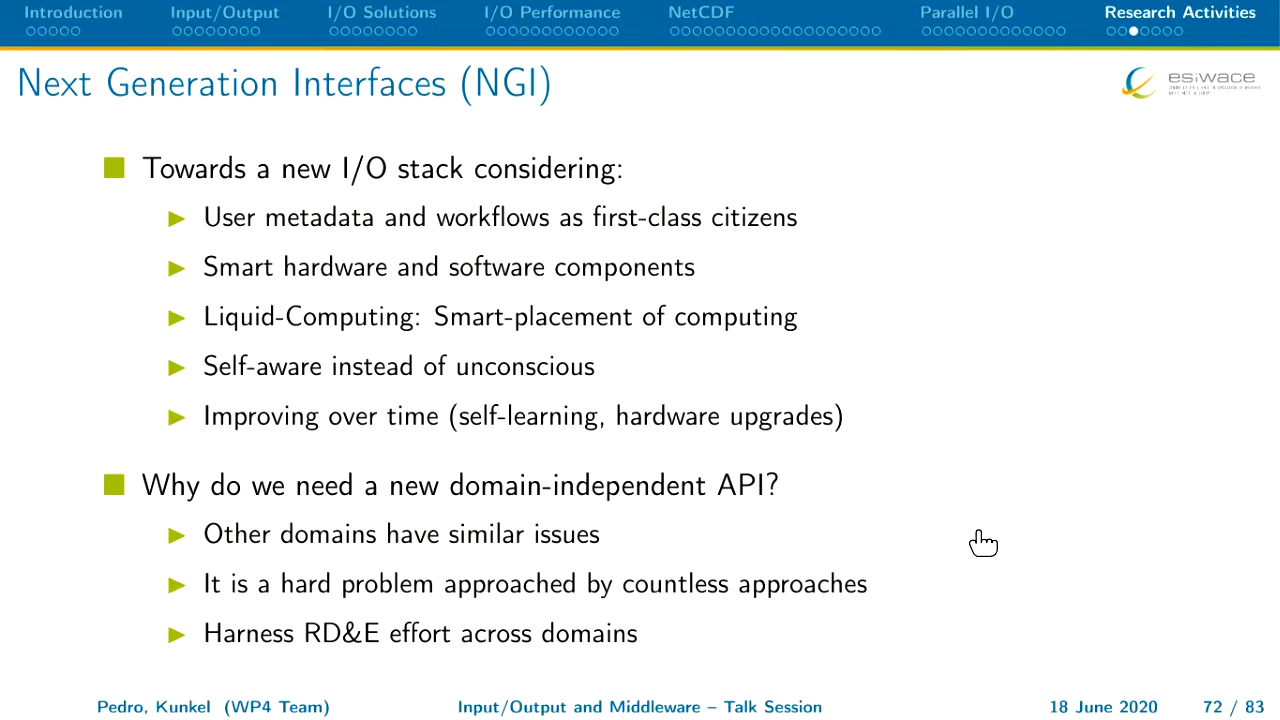 Introduction Input/Output I/O Solutions I/O Performance NetCDF Parallel I/O Research Activities
Next Generation Interfaces (NGI)
esiwace
Towards a new I/O stack considering:
User metadata and workflows as first-class citizens
Smart hardware and software components
Liquid-Computing: Smart-placement of computing
Self-aware instead of unconscious
Improving over time (self-learning, hardware upgrades)
Why do we need a new domain-independent API?
Other domains have similar issues
It is a hard problem approached by countless approaches
Harness RD&E effort across domains
Pedro, Kunkel (WP4 Team) Input/Output and Middleware – Talk Session 18 June 2020 72 / 83